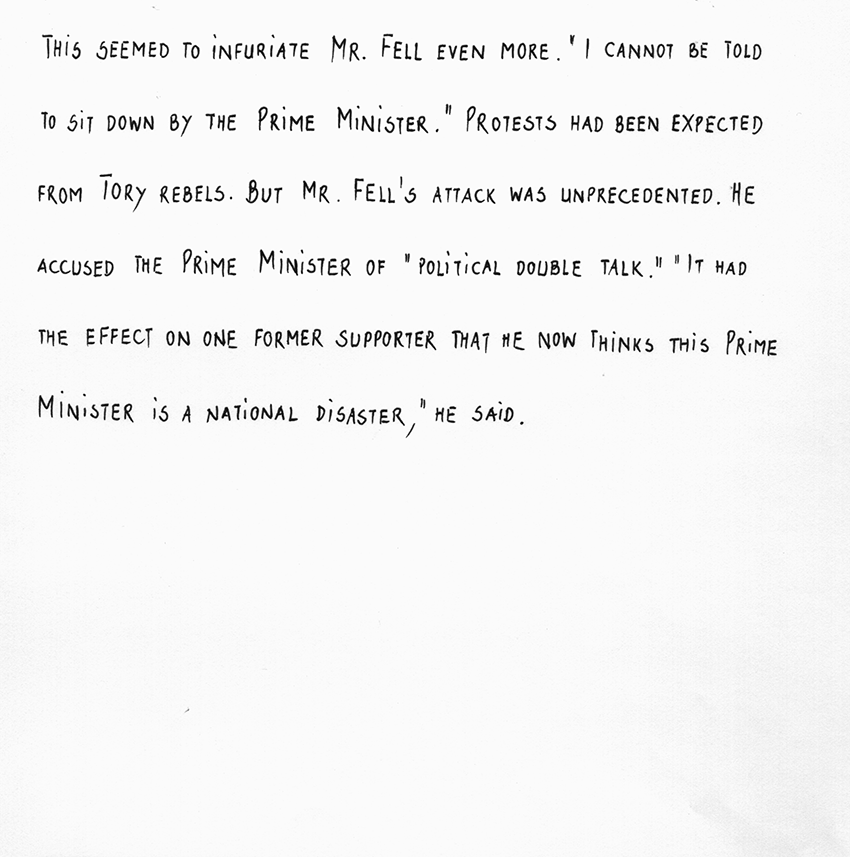 This seemed to infuriate Mr. Fell even more. "I cannot be told
to sit down by the Prime Minister." Protests had been expected
from Tory rebels. But Mr. Fell's attack was unprecedented. He
accused the Prime Minister of "political double talk." "It had
the effect on one former supporter that he now thinks this Prime
Minister is a national disaster," he said.